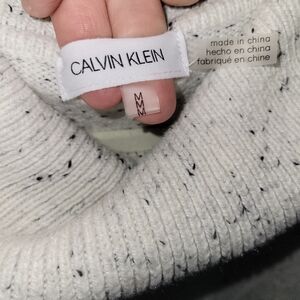 CALVIN KLEIN
M
M
M
made in china
hecho en china
fabriqué en chine